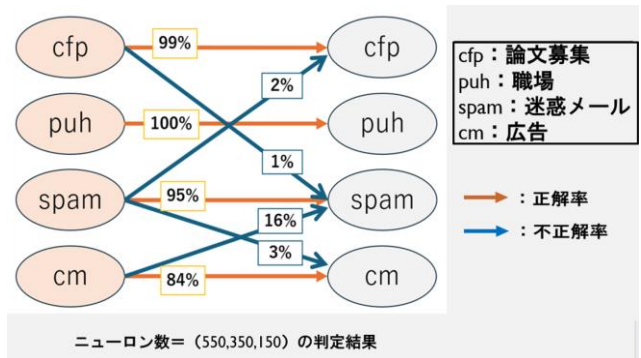 cfp
99%
cfp
2%
puh
100%
puh
1%
spam
95%
spam
16%
3%
cm
84%
cm
cfp：論文募集
puh：職場
spam：迷惑メール
cm：広告
：正解率
：不正解率
ニューロン数＝（550,350,150）の判定結果